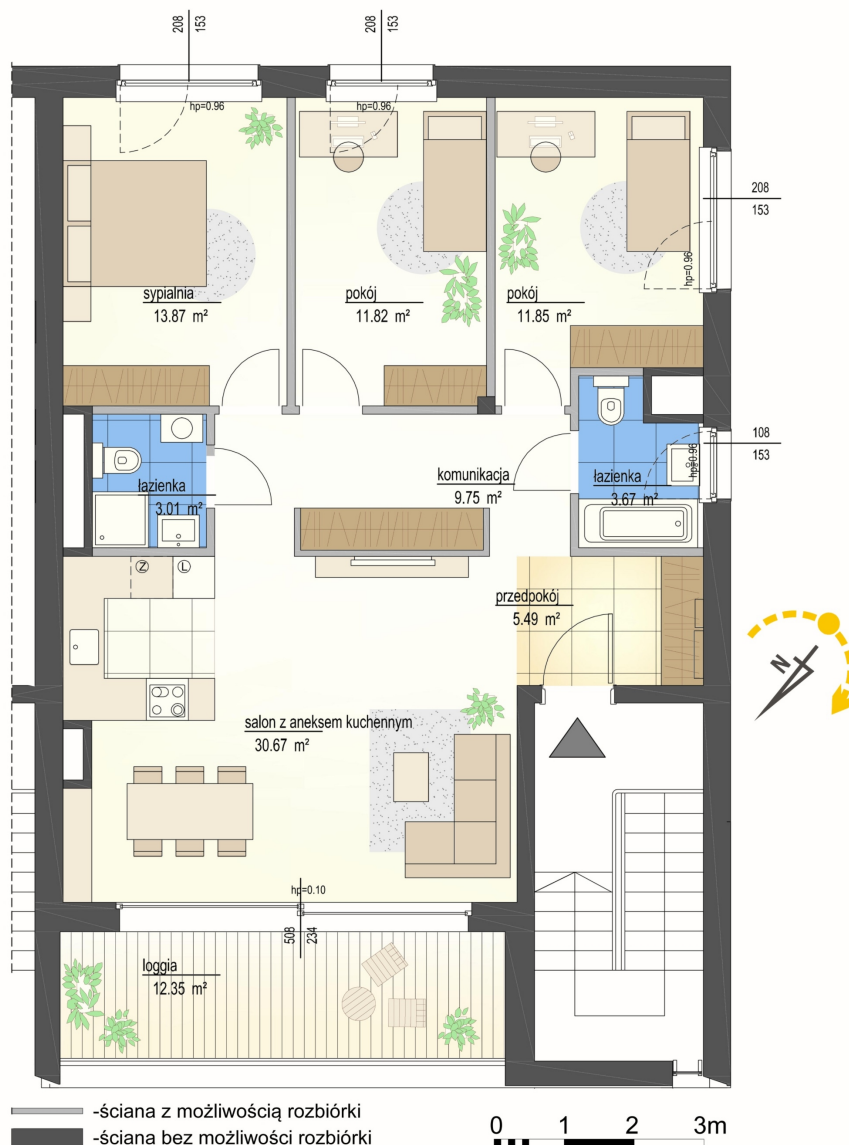 208 153
208 153
hp=0.96
hp=0.96
208
153
hp=0.96
sypialnia
13.87 m²
pokój
11.82 m²
pokój
11.85 m²
108
153
hp=0.96
łazienka
3.01 m²
komunikacja
9.75 m²
łazienka
3.67 m²
Z L
przedpokój
5.49 m²
N
salon z aneksem kuchennym
30.67 m²
hp=0.10
508 234
loggia
12.35 m²
-ściana z możliwością rozbiórki
-ściana bez możliwości rozbiórki
0 1 2 3m